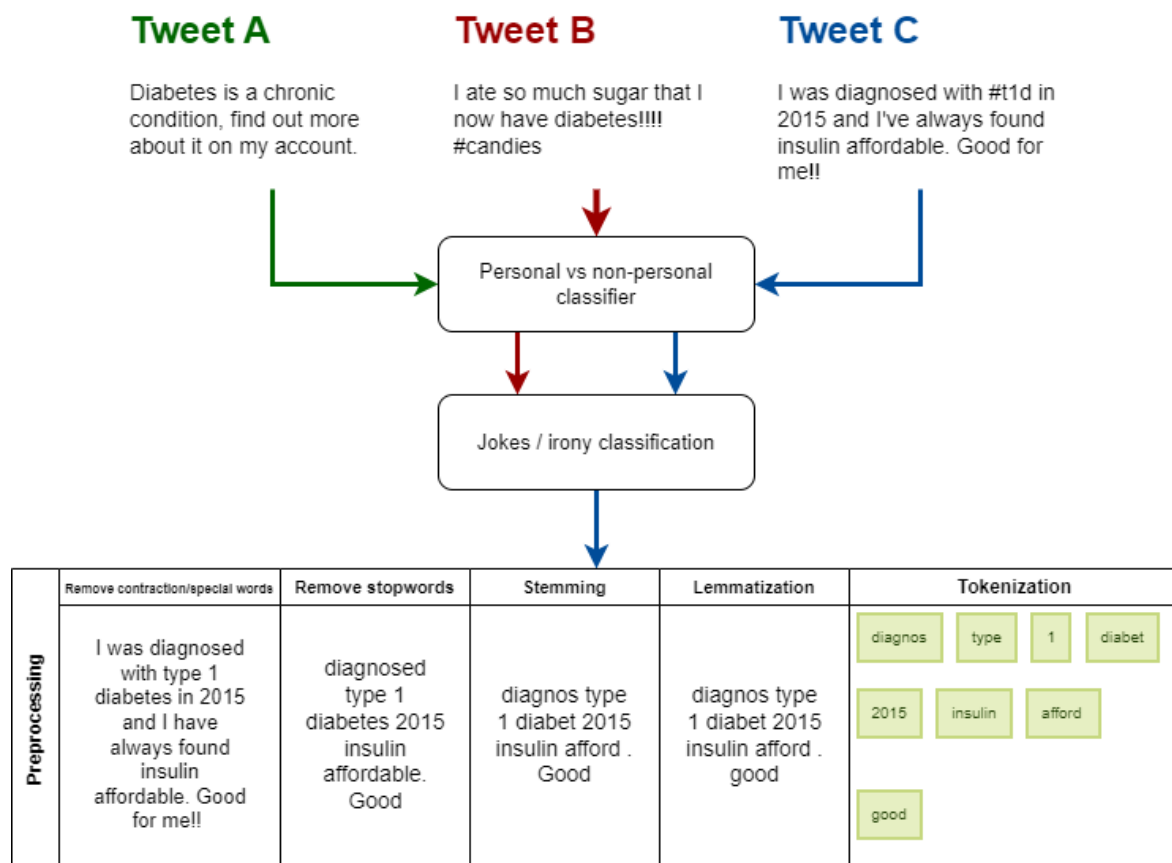 Tweet A
Tweet B
Tweet C
Diabetes is a chronic
condition, find out more
about it on my account.
I ate so much sugar that I
now have diabetes!!!!
#candies
I was diagnosed with #t1d in
2015 and I've always found
insulin affordable. Good for
me!!
Personal vs non-personal
classifier
Jokes / irony classification
Preprocessing
Remove contraction/special words
Remove stopwords
Stemming
Lemmatization
Tokenization
I was diagnosed
with type 1
diabetes in 2015
and I have
always found
insulin
affordable. Good
for me!!
diagnosed
type 1
diabetes 2015
insulin
affordable.
Good
diagnos type
1 diabet 2015
insulin afford .
Good
diagnos type
1 diabet 2015
insulin afford .
good
diagnos type 1 diabet
2015 insulin afford
good